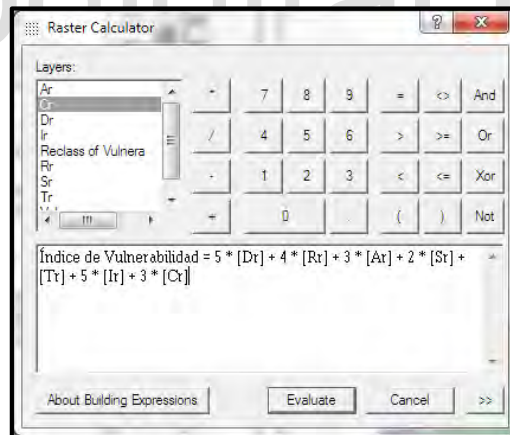 Raster Calculator
Layers:
Ar
Cr
Dr
Ir
Reclass of Vulnera
Rr
Sr
Tr
* 7 8 9 = <> And
/ 4 5 6 > >= Or
- 1 2 3 < <= Xor
+ 0 . ( ) Not
Índice de Vulnerabilidad = 5 * [Dr] + 4 * [Rr] + 3 * [Ar] + 2 * [Sr] +
[Tr] + 5 * [Ir] + 3 * [Cr]
About Building Expressions Evaluate Cancel >>